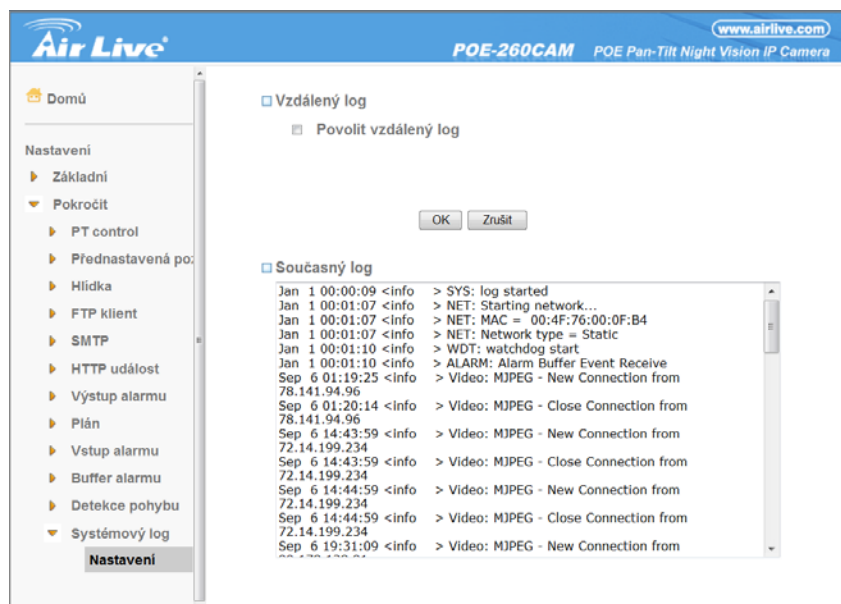 Air Live®
www.airlive.com
POE-260CAM POE Pan-Tilt Night Vision IP Camera
Domů
Nastavení
Základní
Pokročit
PT control
Přednastavená po
Hlídka
FTP klient
SMTP
HTTP událost
Výstup alarmu
Plán
Vstup alarmu
Buffer alarmu
Detekce pohybu
Systémový log
Nastavení
Vzdálený log
Povolit vzdálený log
OK Zrušit
Současný log
Jan 1 00:00:09 <info > SYS: log started
Jan 1 00:01:07 <info > NET: Starting network...
Jan 1 00:01:07 <info > NET: MAC = 00:4F:76:00:0F:B4
Jan 1 00:01:07 <info > NET: Network type = Static
Jan 1 00:01:10 <info > WDT: watchdog start
Jan 1 00:01:10 <info > ALARM: Alarm Buffer Event Receive
Sep 6 01:19:25 <info > Video: MJPEG - New Connection from
78.141.94.96
Sep 6 01:20:14 <info > Video: MJPEG - Close Connection from
78.141.94.96
Sep 6 14:43:59 <info > Video: MJPEG - New Connection from
72.14.199.234
Sep 6 14:43:59 <info > Video: MJPEG - Close Connection from
72.14.199.234
Sep 6 14:44:59 <info > Video: MJPEG - New Connection from
72.14.199.234
Sep 6 14:44:59 <info > Video: MJPEG - Close Connection from
72.14.199.234
Sep 6 19:31:09 <info > Video: MJPEG - New Connection from